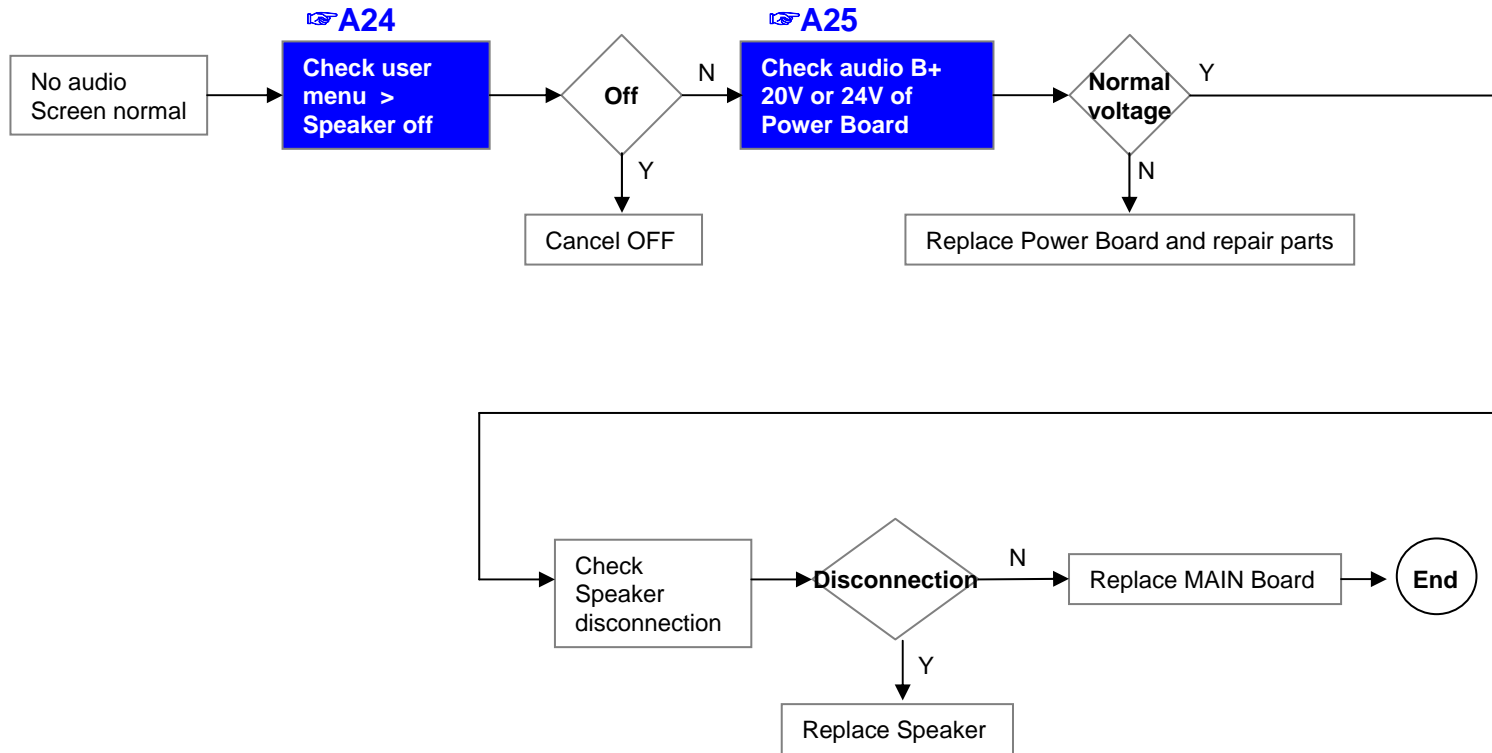 ☞A24
☞A25
No audio
Screen normal
Check user
menu >
Speaker off
Off
N
Y
Cancel OFF
Check audio B+
20V or 24V of
Power Board
Normal
voltage
Y
N
Replace Power Board and repair parts
Check
Speaker
disconnection
Disconnection
N
Y
Replace Speaker
Replace MAIN Board
End